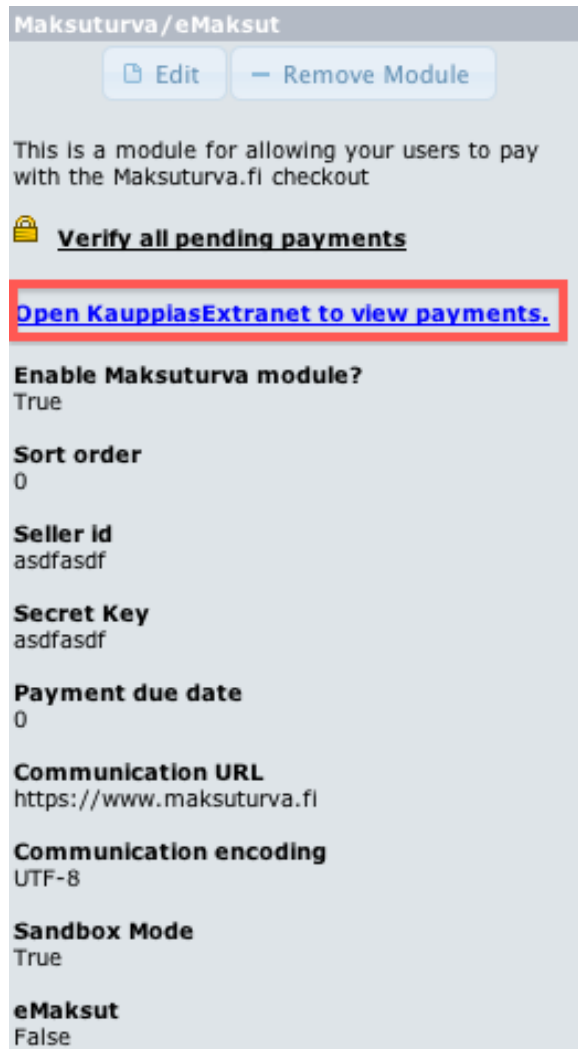 Maksuturva/eMaksut
Edit
Remove Module
This is a module for allowing your users to pay
with the Maksuturva.fi checkout
Verify all pending payments
Open KauppiasExtranet to view payments.
Enable Maksuturva module?
True
Sort order
0
Seller id
asdfasdf
Secret Key
asdfasdf
Payment due date
0
Communication URL
https://www.maksuturva.fi
Communication encoding
UTF-8
Sandbox Mode
True
eMaksut
False